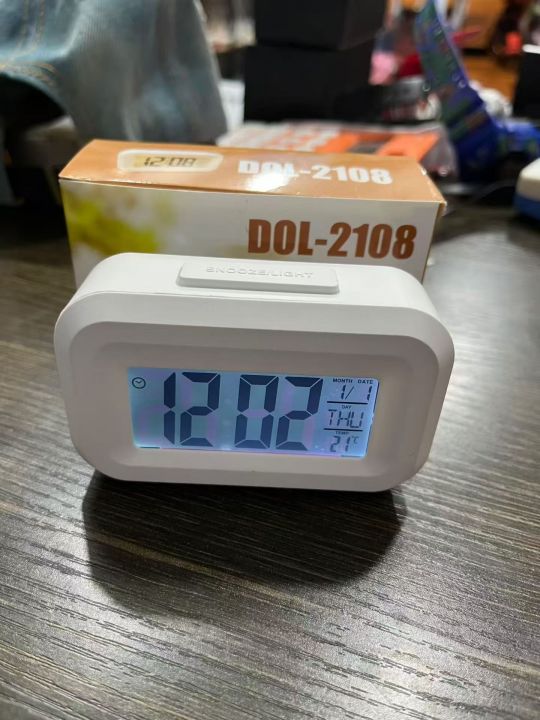 12:08
DOL-2108
DOL-2108
SNOOZE/LIGHT
12 02
MONTH DATE
1/ 1
DAY
THU
TEMP
21°C